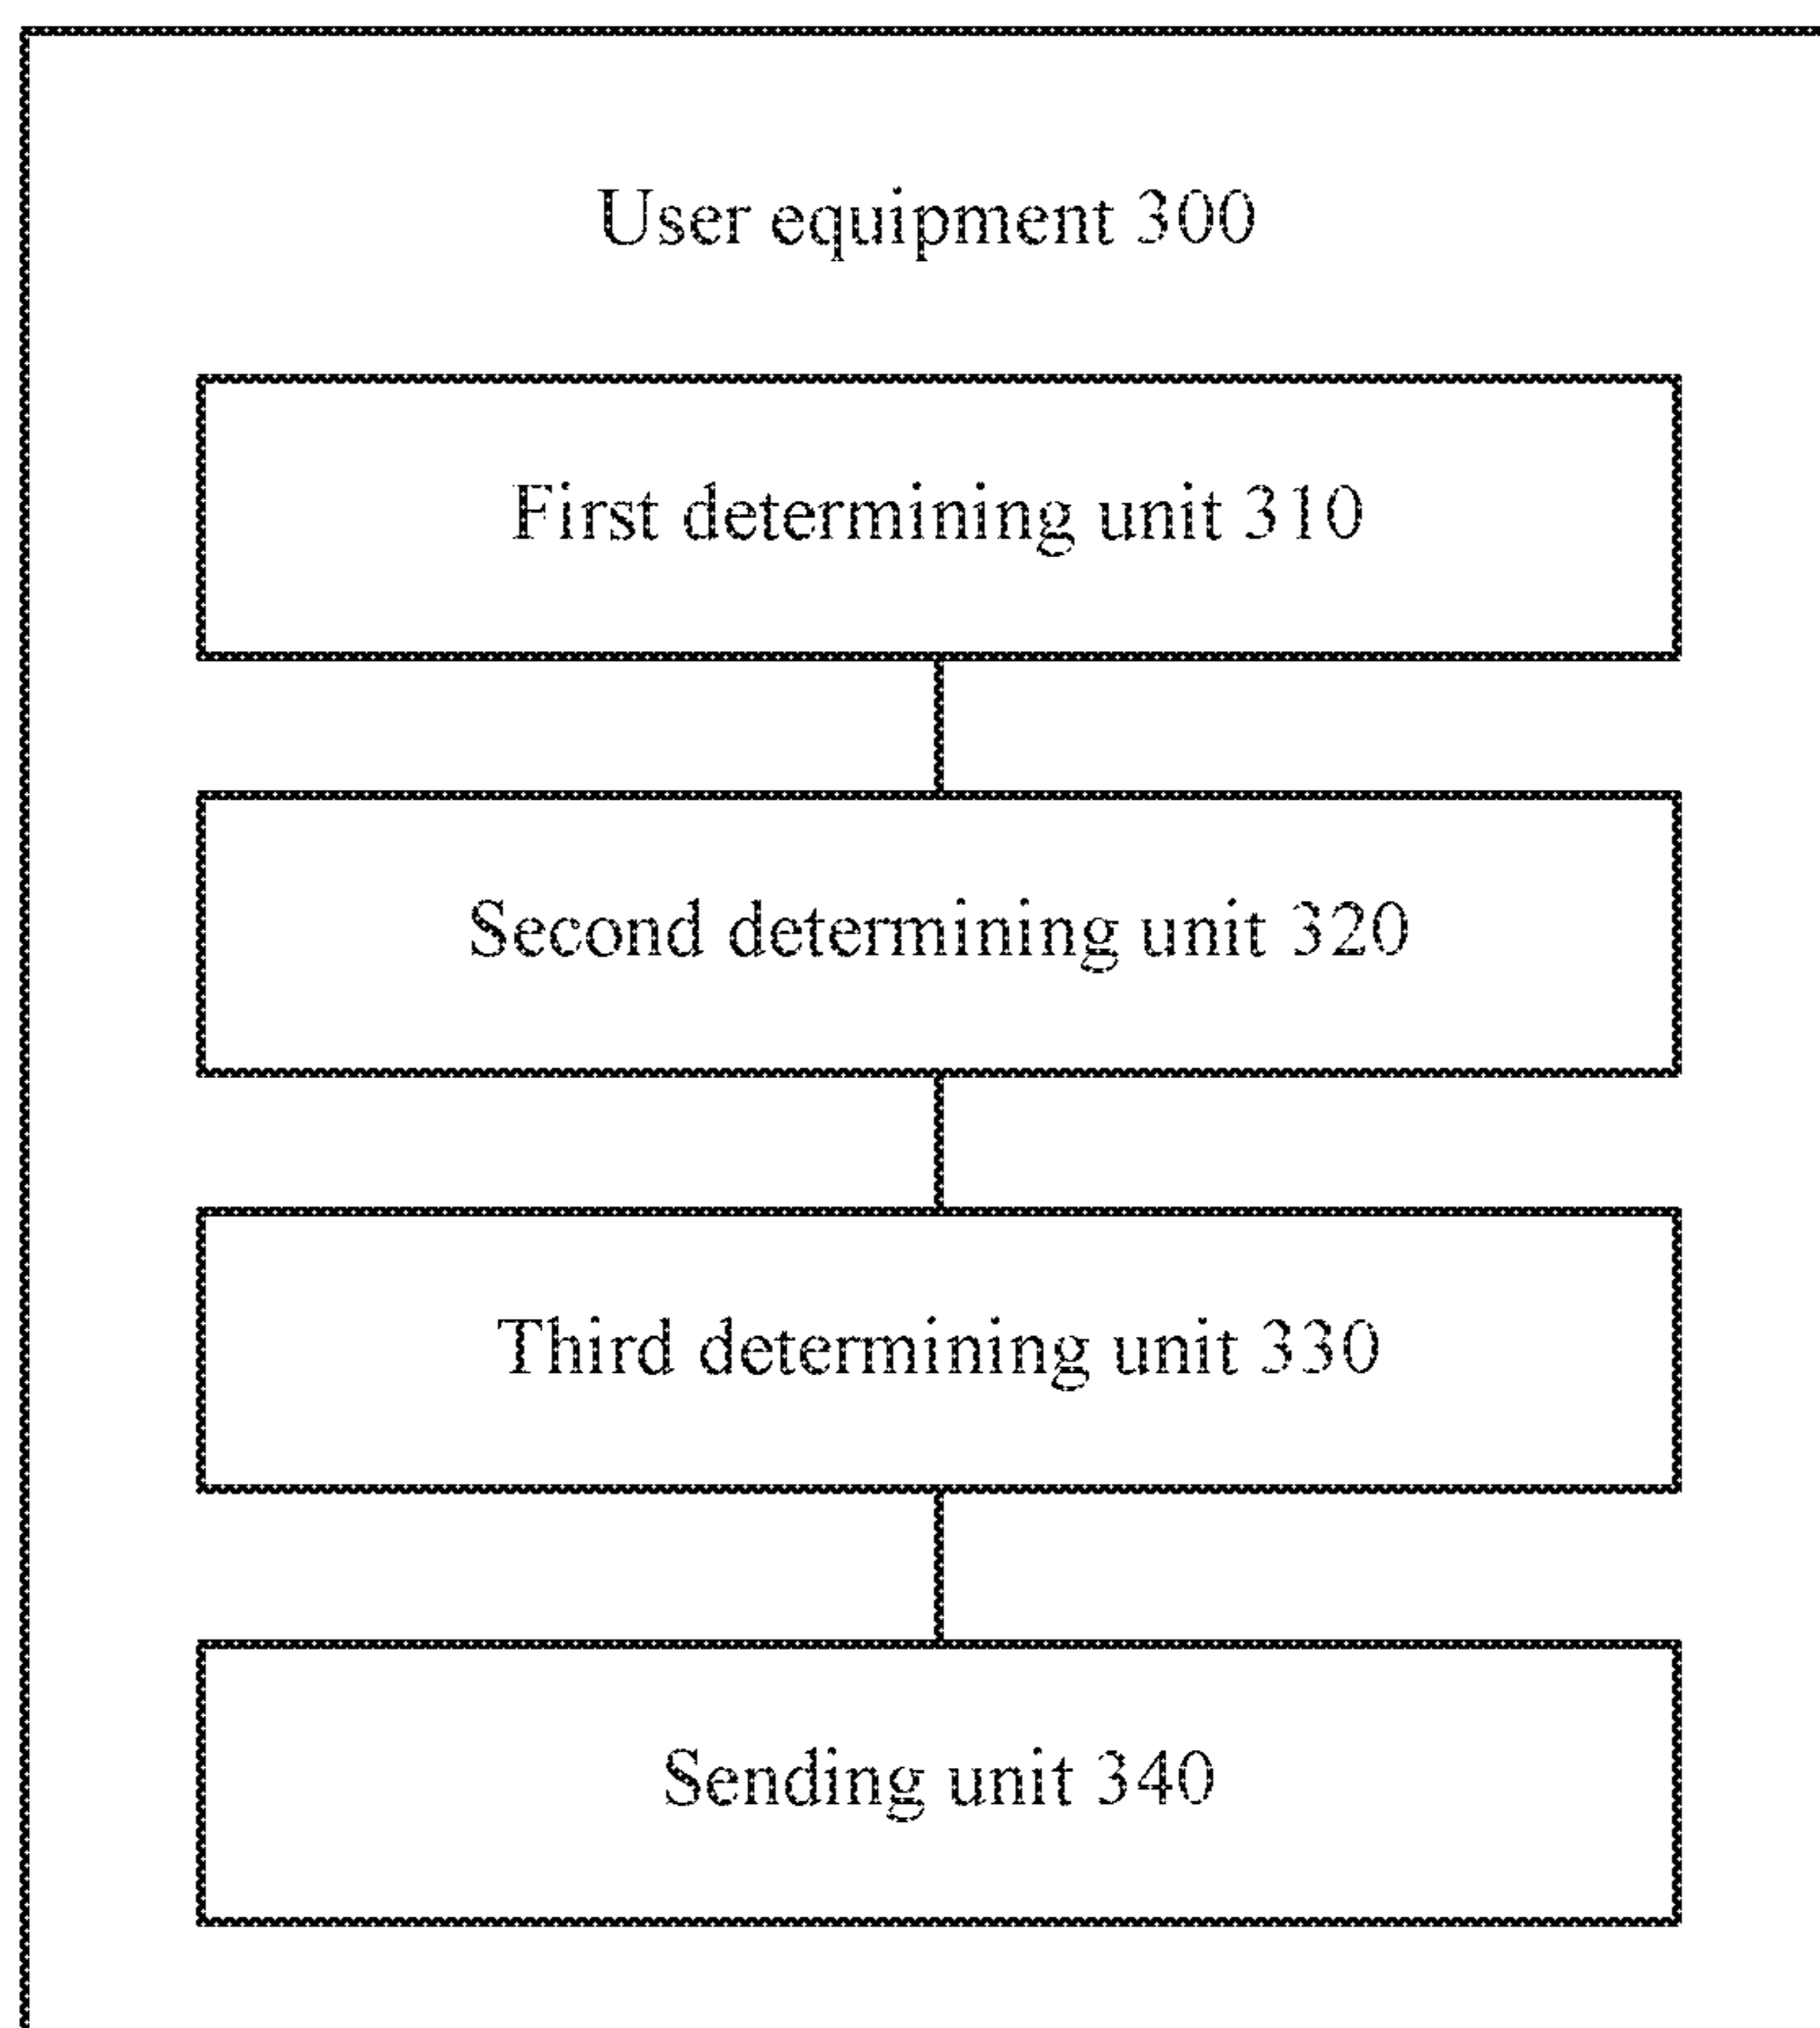 User equipment 300
First determining unit 310
Second determining unit 320
Third determining unit 330
Sending unit 340